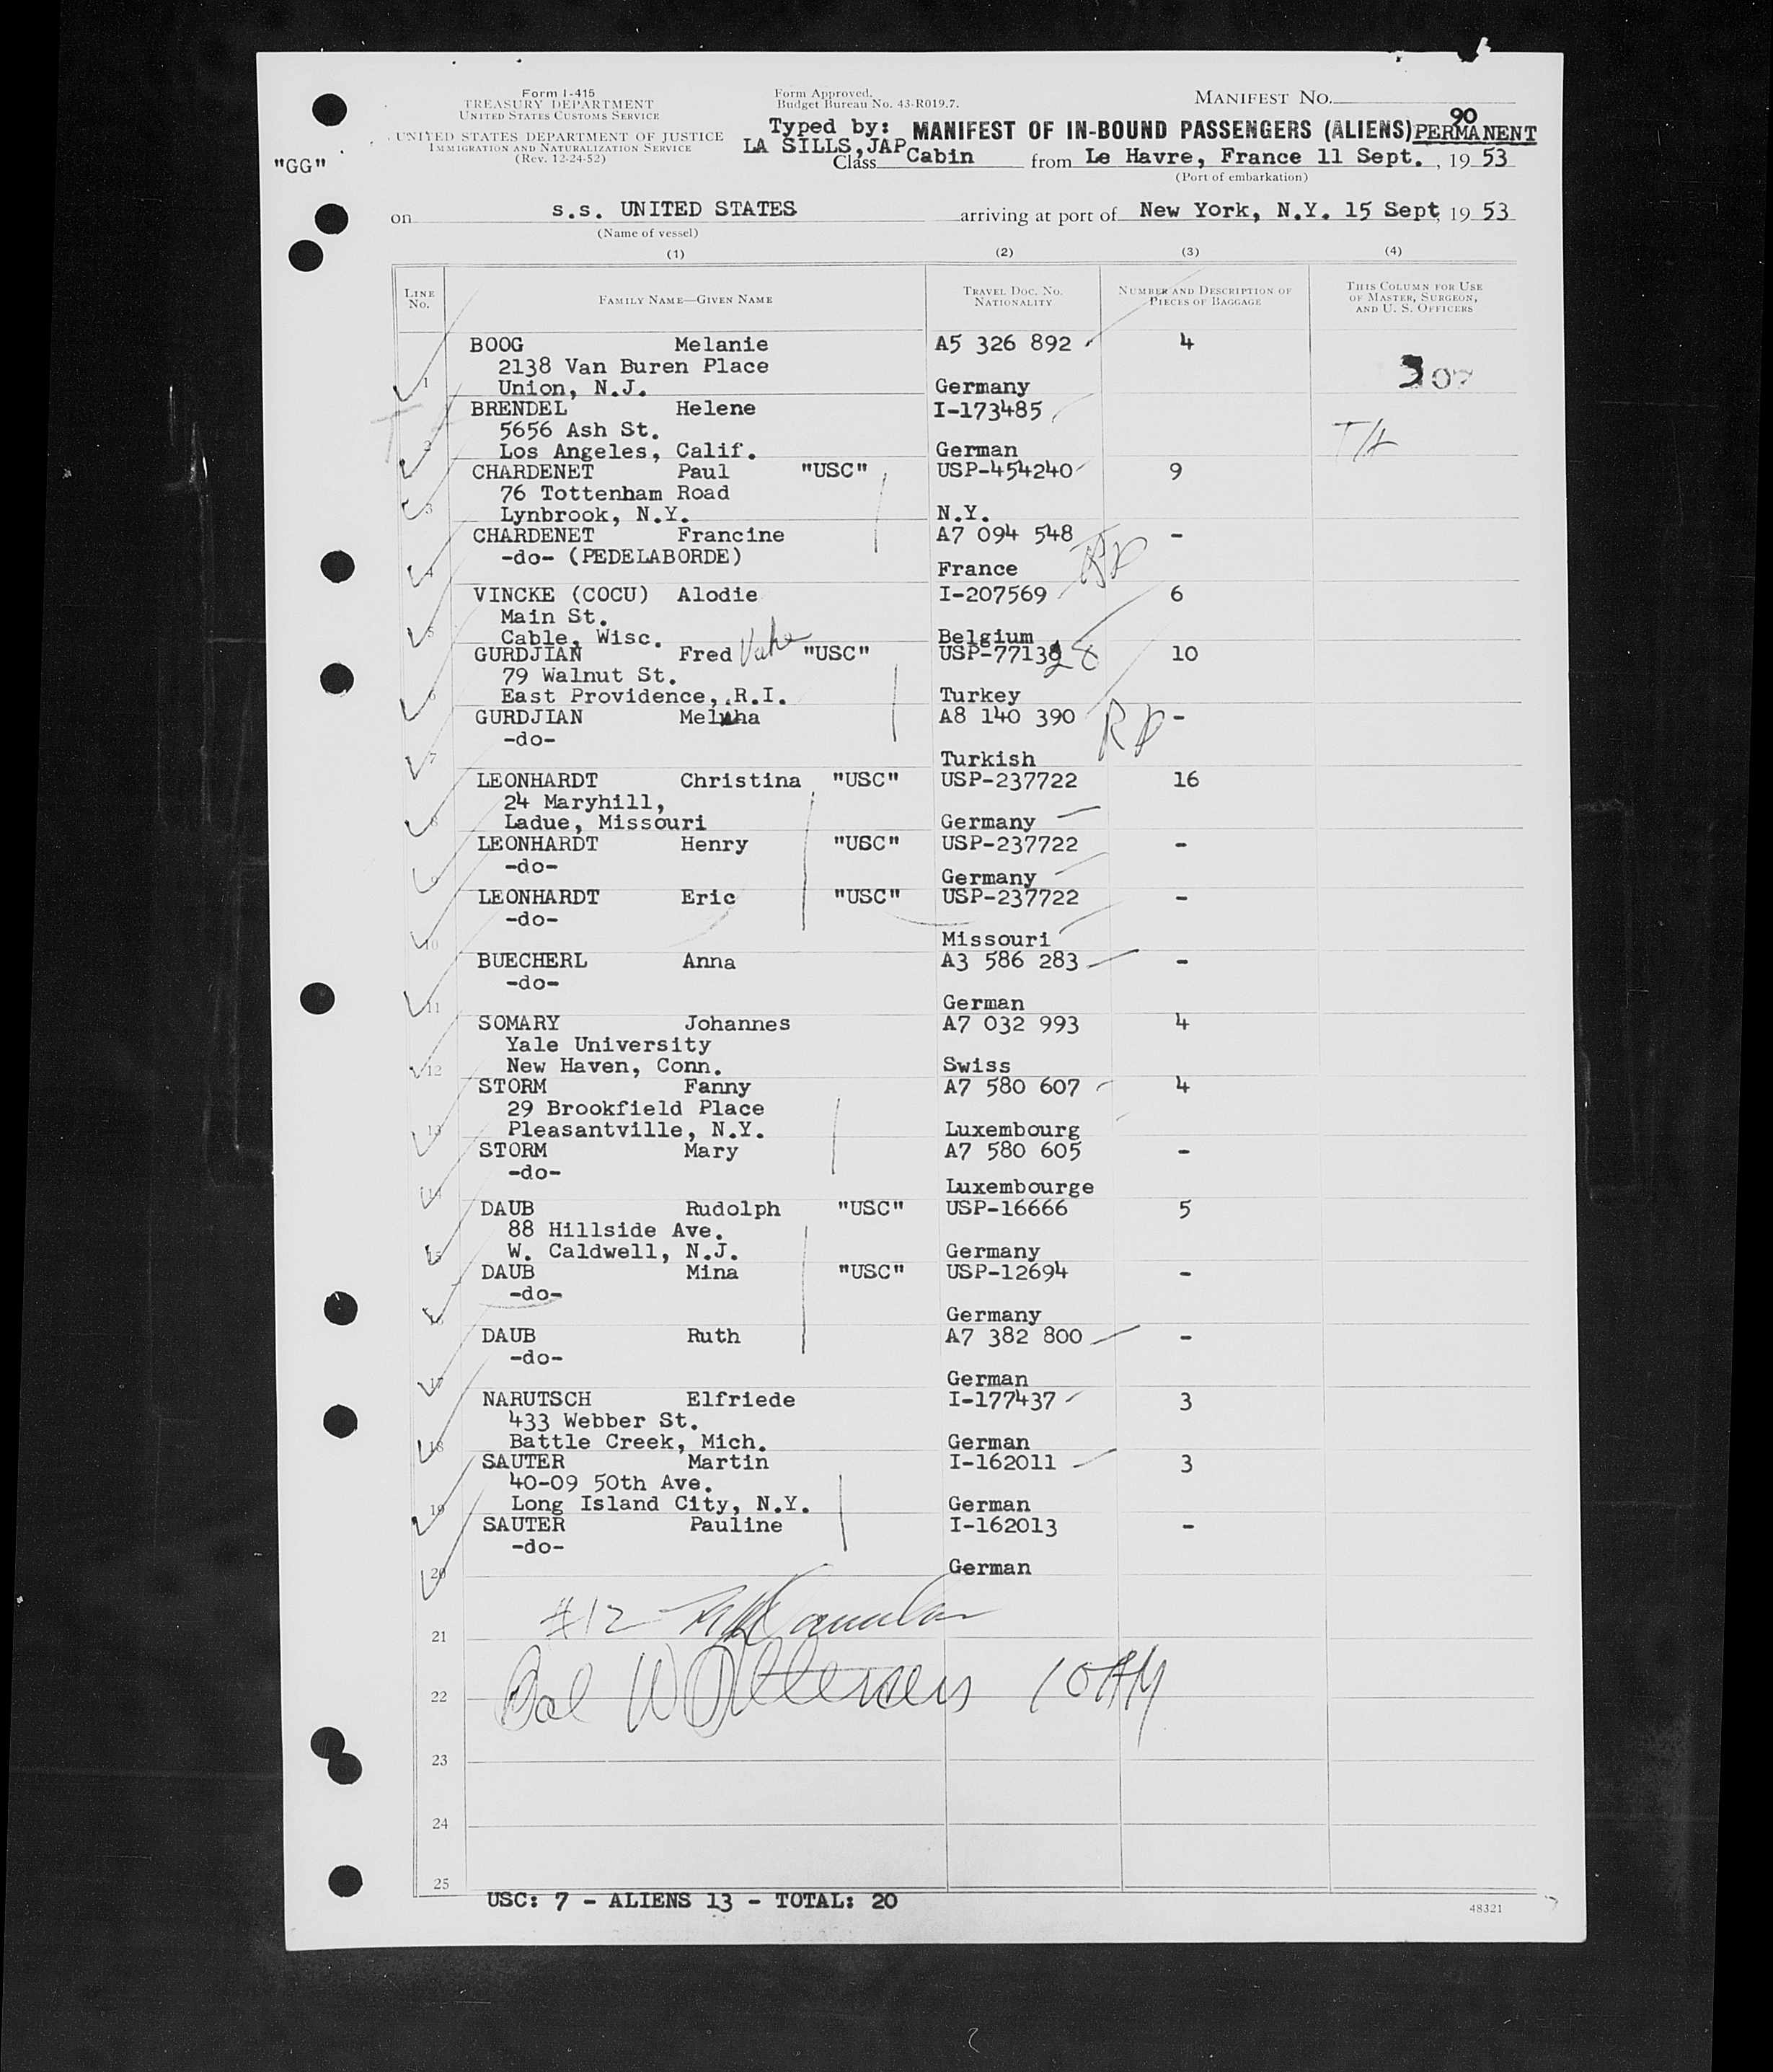 Form I-415
TREASURY DEPARTMENT
UNITED STATES CUSTOMS SERVICE
UNITED STATES DEPARTMENT OF JUSTICE
IMMIGRATION AND NATURALIZATION SERVICE
(Rev. 12-24-52)
"GG"
Form Approved.
Budget Bureau No. 43-R019.7.
MANIFEST NO.
90
Typed by: MANIFEST OF IN-BOUND PASSENGERS (ALIENS) PERMANENT
LA SILLS,JAP
Class Cabin from Le Havre, France 11 Sept. , 19 53
(Port of embarkation)
on s.s. UNITED STATES arriving at port of New York, N.Y. 15 Sept, 19 53
(Name of vessel)
(1) (2) (3) (4)
LINE NO. FAMILY NAME—GIVEN NAME TRAVEL DOC. NO. NATIONALITY NUMBER AND DESCRIPTION OF PIECES OF BAGGAGE THIS COLUMN FOR USE OF MASTER, SURGEON, AND U. S. OFFICERS
BOOG Melanie A5 326 892 4
2138 Van Buren Place
1 Union, N.J. Germany
BRENDEL Helene I-173485
5656 Ash St. T/A
2 Los Angeles, Calif. German
CHARDENET Paul "USC" USP-454240 9
76 Tottenham Road
3 Lynbrook, N.Y. N.Y.
CHARDENET Francine A7 094 548 -
-do- (PEDELABORDE) RP
4 France
VINCKE (COCU) Alodie I-207569 6
Main St.
5 Cable, Wisc. Belgium
GURDJIAN Fred "USC" USP-7713 28 10
79 Walnut St.
6 East Providence, R.I. Turkey
GURDJIAN A8 140 390 RP -
-do-
7 Turkish
LEONHARDT Christina "USC" USP-237722 16
24 Maryhill,
8 Ladue, Missouri Germany
LEONHARDT Henry "USC" USP-237722 -
-do-
9 Germany
LEONHARDT Eric "USC" USP-237722 -
-do-
10 Missouri
BUECHERL Anna A3 586 283 -
-do-
11 German
SOMARY Johannes A7 032 993 4
Yale University
12 New Haven, Conn. Swiss
STORM Fanny A7 580 607 4
29 Brookfield Place
13 Pleasantville, N.Y. Luxembourg
STORM Mary A7 580 605 -
-do-
14 Luxembourge
DAUB Rudolph "USC" USP-16666 5
88 Hillside Ave.
15 W. Caldwell, N.J. Germany
DAUB Mina "USC" USP-12694 -
-do-
16 Germany
DAUB Ruth A7 382 800 -
-do-
17 German
NARUTSCH Elfriede I-177437 3
433 Webber St.
18 Battle Creek, Mich. German
SAUTER Martin I-162011 3
40-09 50th Ave.
19 Long Island City, N.Y. German
SAUTER Pauline I-162013 -
-do-
20 German
#12
21
22 10 AM
23
24
25
USC: 7 - ALIENS 13 - TOTAL: 20
48321